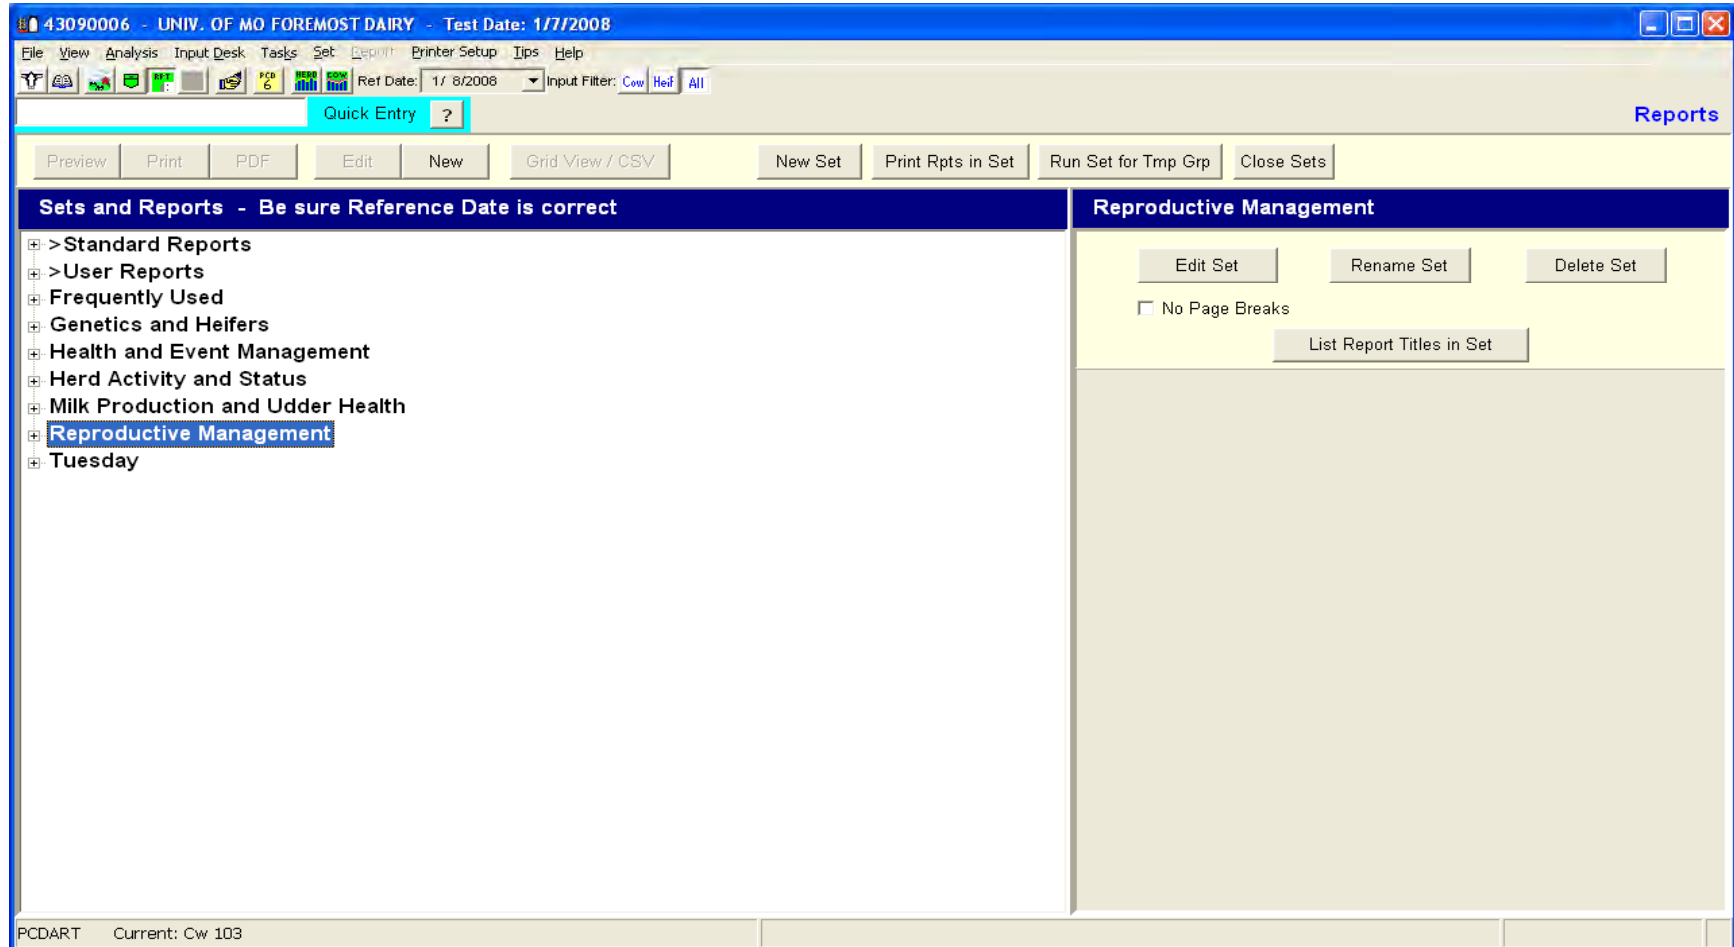 43090006 - UNIV. OF MO FOREMOST DAIRY - Test Date: 1/7/2008
File View Analysis Input Desk Tasks Set Report Printer Setup Tips Help
RPT PCD 6 HERD COW Ref Date: 1/ 8/2008 Input Filter: Cow Heif All
Quick Entry ? Reports
Preview Print PDF Edit New Grid View / CSV New Set Print Rpts in Set Run Set for Tmp Grp Close Sets
Sets and Reports - Be sure Reference Date is correct
>Standard Reports
>User Reports
Frequently Used
Genetics and Heifers
Health and Event Management
Herd Activity and Status
Milk Production and Udder Health
Reproductive Management
Tuesday
Reproductive Management
Edit Set Rename Set Delete Set
No Page Breaks
List Report Titles in Set
PCDART Current: Cw 103